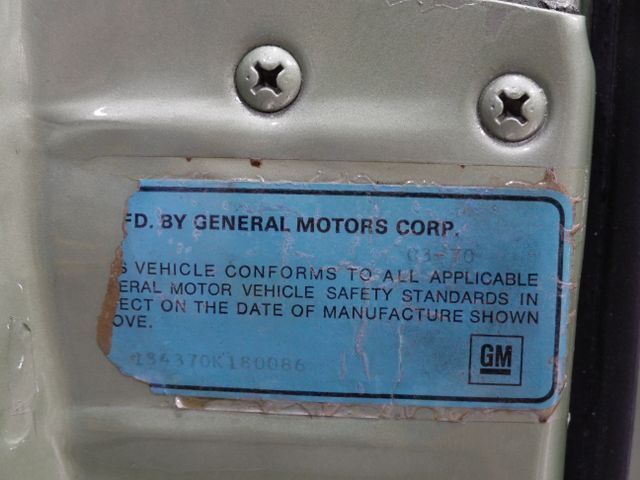 FD. BY GENERAL MOTORS CORP.
03-70
S VEHICLE CONFORMS TO ALL APPLICABLE
ERAL MOTOR VEHICLE SAFETY STANDARDS IN
ECT ON THE DATE OF MANUFACTURE SHOWN
OVE.
136370K180086
GM